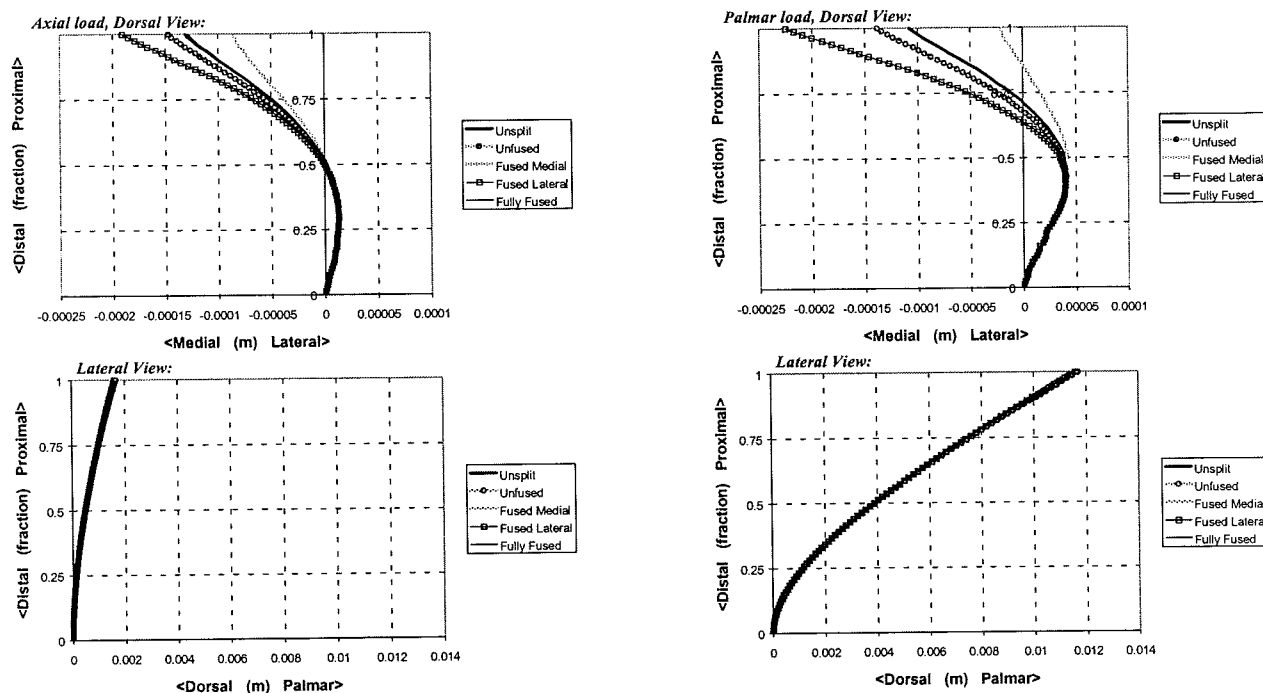 Axial load, Dorsal View:
1
0.75
0.5
0.25
0
-0.00025 -0.0002 -0.00015 -0.0001 -0.00005 0 0.00005 0.0001
<Distal (fraction) Proximal>
<Medial (m) Lateral>
Unsplit
Unfused
Fused Medial
Fused Lateral
Fully Fused
Palmar load, Dorsal View:
1
0.5
0.25
0
-0.00025 -0.0002 -0.00015 -0.0001 -0.00005 0 0.00005 0.0001
<Distal (fraction) Proximal>
<Medial (m) Lateral>
Unsplit
Unfused
Fused Medial
Fused Lateral
Fully Fused
Lateral View:
1
0.75
0.5
0.25
0
0 0.002 0.004 0.006 0.008 0.01 0.012 0.014
<Distal (fraction) Proximal>
<Dorsal (m) Palmar>
Unsplit
Unfused
Fused Medial
Fused Lateral
Fully Fused
Lateral View:
1
0.75
0.5
0.25
0
0 0.002 0.004 0.006 0.008 0.01 0.012 0.014
<Distal (fraction) Proximal>
<Dorsal (m) Palmar>
Unsplit
Unfused
Fused Medial
Fused Lateral
Fully Fused